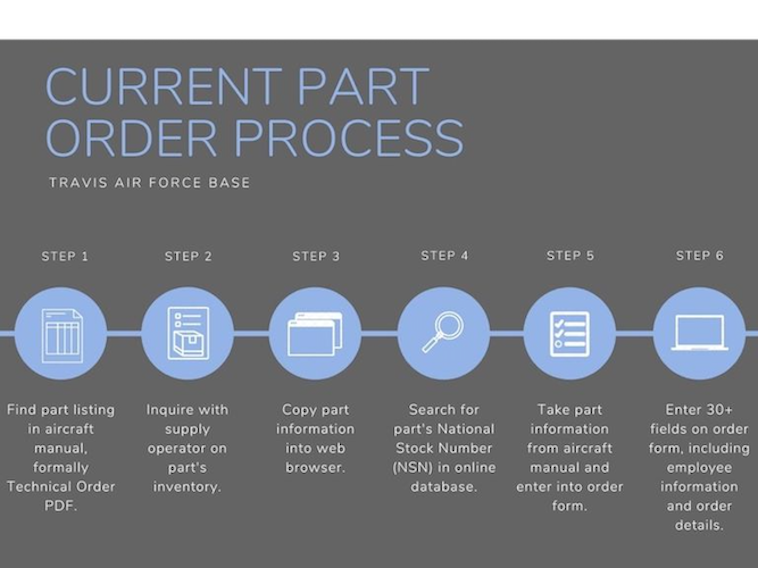 CURRENT PART
ORDER PROCESS
TRAVIS AIR FORCE BASE
STEP 1
Find part listing
in aircraft
manual,
formally
Technical Order
PDF.
STEP 2
Inquire with
supply
operator on
part's
inventory.
STEP 3
Copy part
information
into web
browser.
STEP 4
Search for
part's National
Stock Number
(NSN) in online
database.
STEP 5
Take part
information
from aircraft
manual and
enter into order
form.
STEP 6
Enter 30+
fields on order
form, including
employee
information
and order
details.